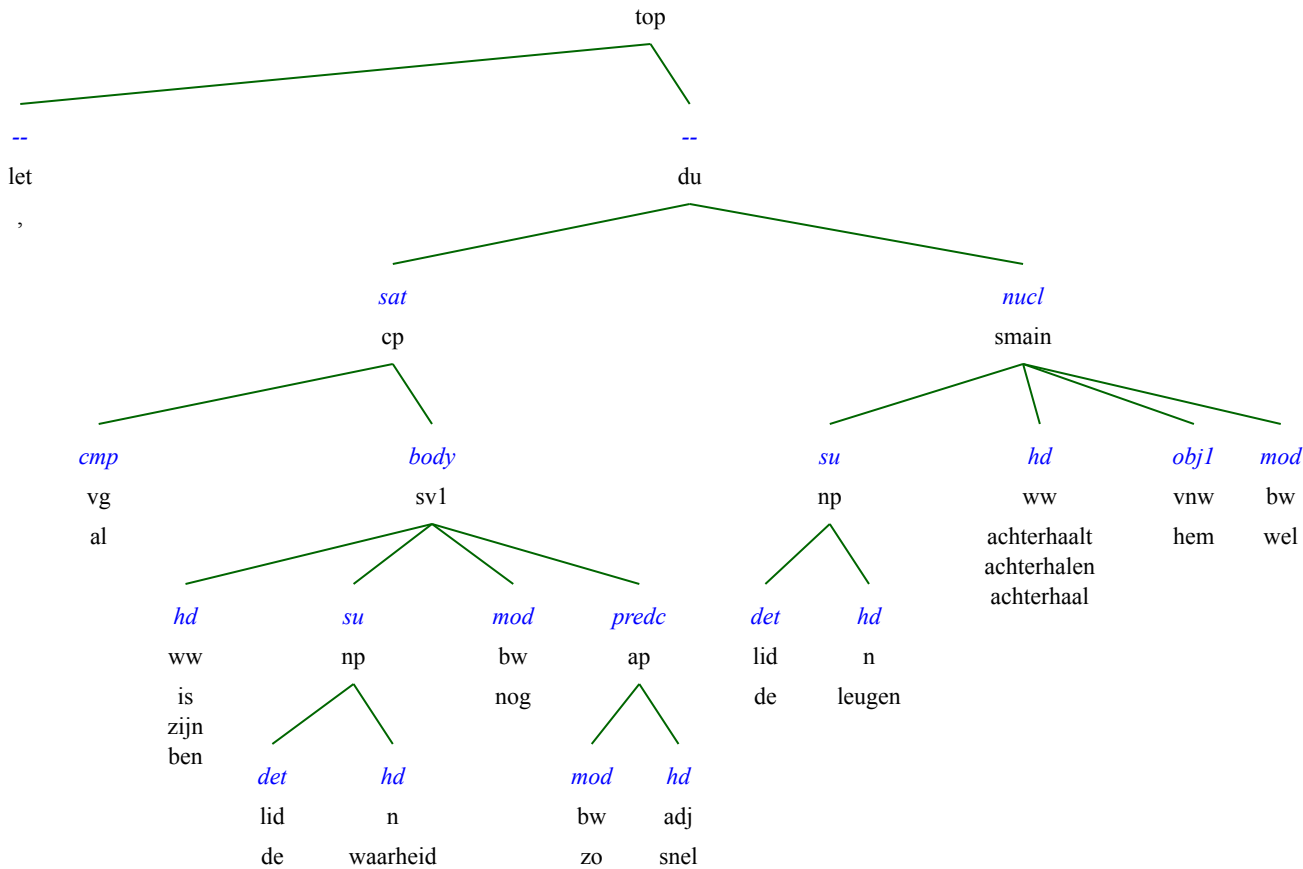 top
-- --
let du
,
sat nucl
cp smain
cmp body su hd obj1 mod
vg sv1 np ww vnw bw
al achterhaalt hem wel
achterhalen
achterhaal
hd su mod predc det hd
ww np bw ap lid n
is nog de leugen
zijn
ben
det hd mod hd
lid n bw adj
de waarheid zo snel